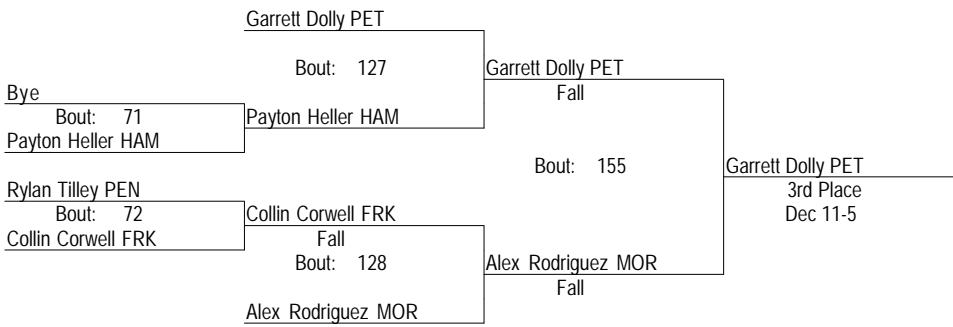 Garrett Dolly PET
Bout: 127
Garrett Dolly PET
Fall
Bye
Bout: 71
Payton Heller HAM
Payton Heller HAM
Bout: 155
Garrett Dolly PET
3rd Place
Dec 11-5
Rylan Tilley PEN
Bout: 72
Collin Corwell FRK
Collin Corwell FRK
Fall
Bout: 128
Alex Rodriguez MOR
Fall
Alex Rodriguez MOR